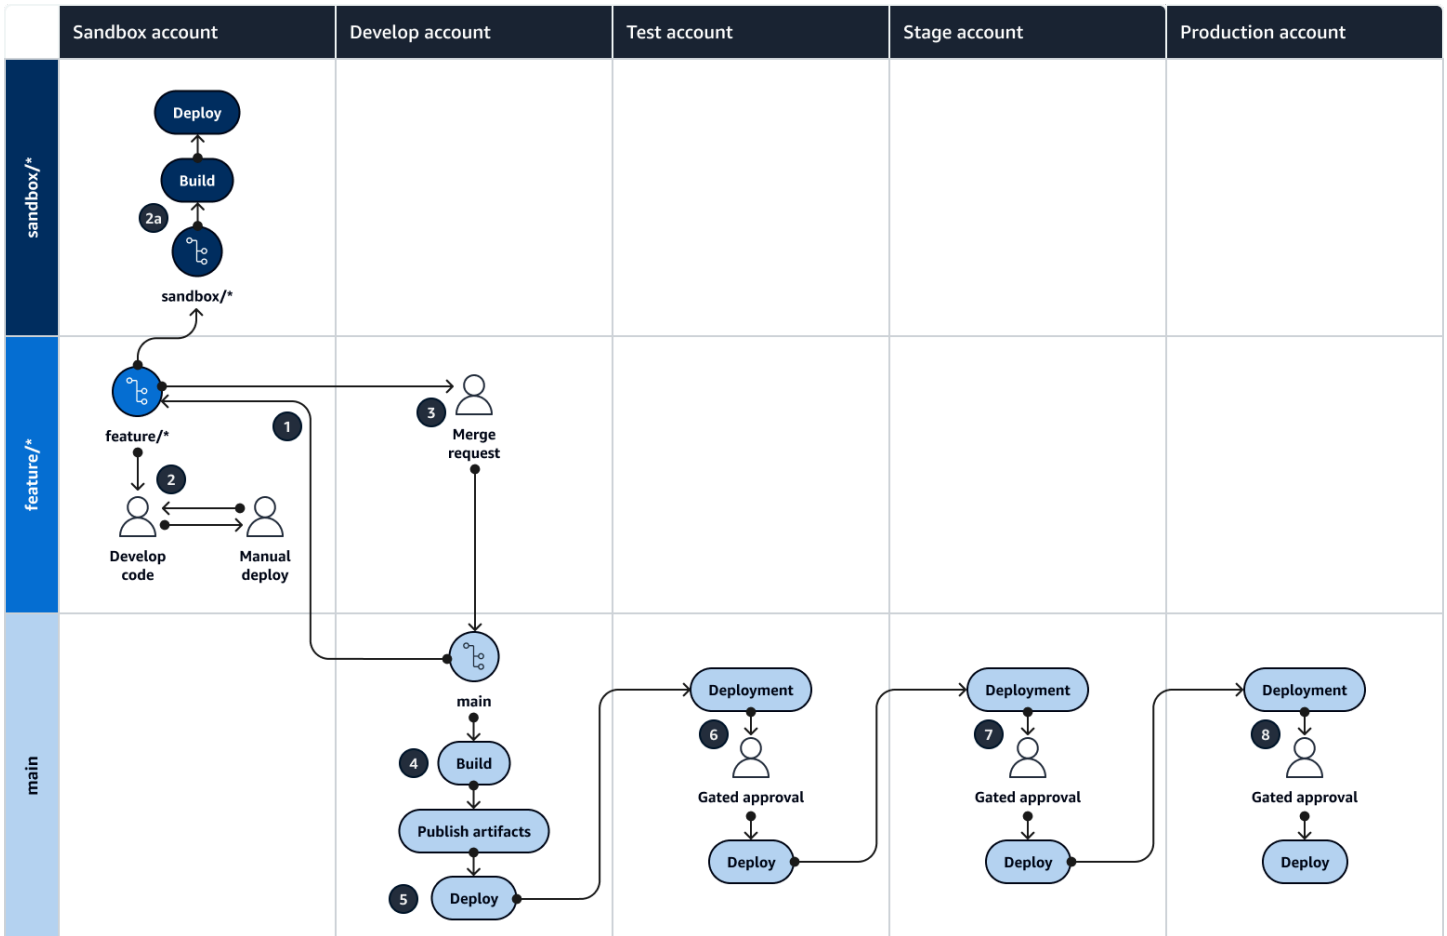 Sandbox account
Develop account
Test account
Stage account
Production account
sandbox/*
Deploy
Build
2a
sandbox/*
feature/*
feature/*
1
3
Merge
request
2
Develop
code
Manual
deploy
main
main
4
Build
Publish artifacts
5
Deploy
Deployment
6
Gated approval
Deploy
Deployment
7
Gated approval
Deploy
Deployment
8
Gated approval
Deploy